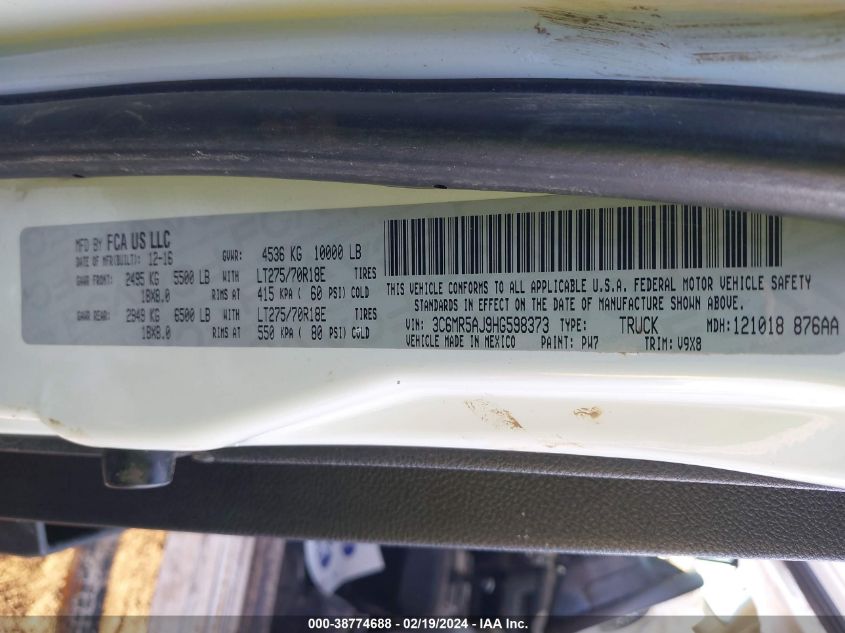 MFD BY FCA US LLC
DATE OF MFR(BUILT): 12-16 GVWR: 4536 KG 10000 LB
GAWR FRONT: 2495 KG 5500 LB WITH LT275/70R18E TIRES
18X8.0 RIMS AT 415 KPA ( 60 PSI) COLD
GAWR REAR: 2949 KG 6500 LB WITH LT275/70R18E TIRES
18X8.0 RIMS AT 550 KPA ( 80 PSI) COLD
THIS VEHICLE CONFORMS TO ALL APPLICABLE U.S.A. FEDERAL MOTOR VEHICLE SAFETY
STANDARDS IN EFFECT ON THE DATE OF MANUFACTURE SHOWN ABOVE.
VIN: 3C6MR5AJ9HG598373 TYPE: TRUCK MDH: 121018 876AA
VEHICLE MADE IN MEXICO PAINT: PW7 TRIM: V9X8
000-38774688 - 02/19/2024 - IAA Inc.